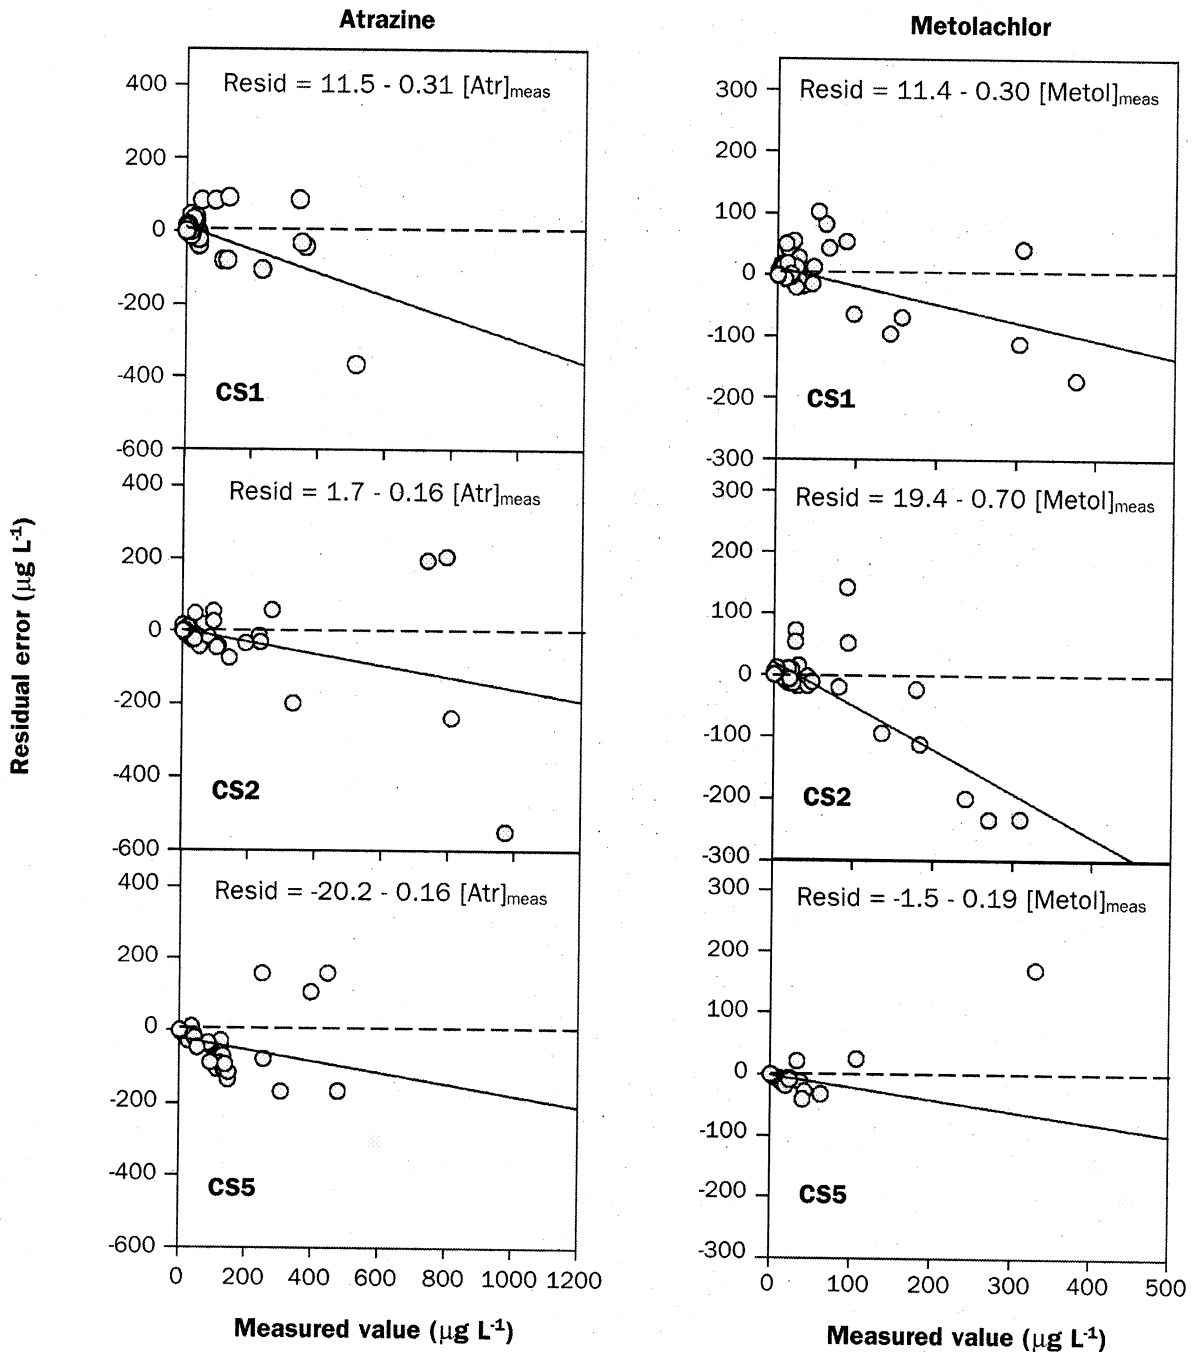 Atrazine
Metolachlor
Residual error (μg L-1)
400
200
0
-200
-400
-600
Resid = 11.5 - 0.31 [Atr]meas
CS1
300
200
100
0
-100
-200
-300
Resid = 11.4 - 0.30 [Metol]meas
CS1
400
200
0
-200
-400
-600
Resid = 1.7 - 0.16 [Atr]meas
CS2
300
200
100
0
-100
-200
-300
Resid = 19.4 - 0.70 [Metol]meas
CS2
400
200
0
-200
-400
-600
Resid = -20.2 - 0.16 [Atr]meas
CS5
0 200 400 600 800 1000 1200
Measured value (μg L-1)
300
200
100
0
-100
-200
-300
Resid = -1.5 - 0.19 [Metol]meas
CS5
0 100 200 300 400 500
Measured value (μg L-1)